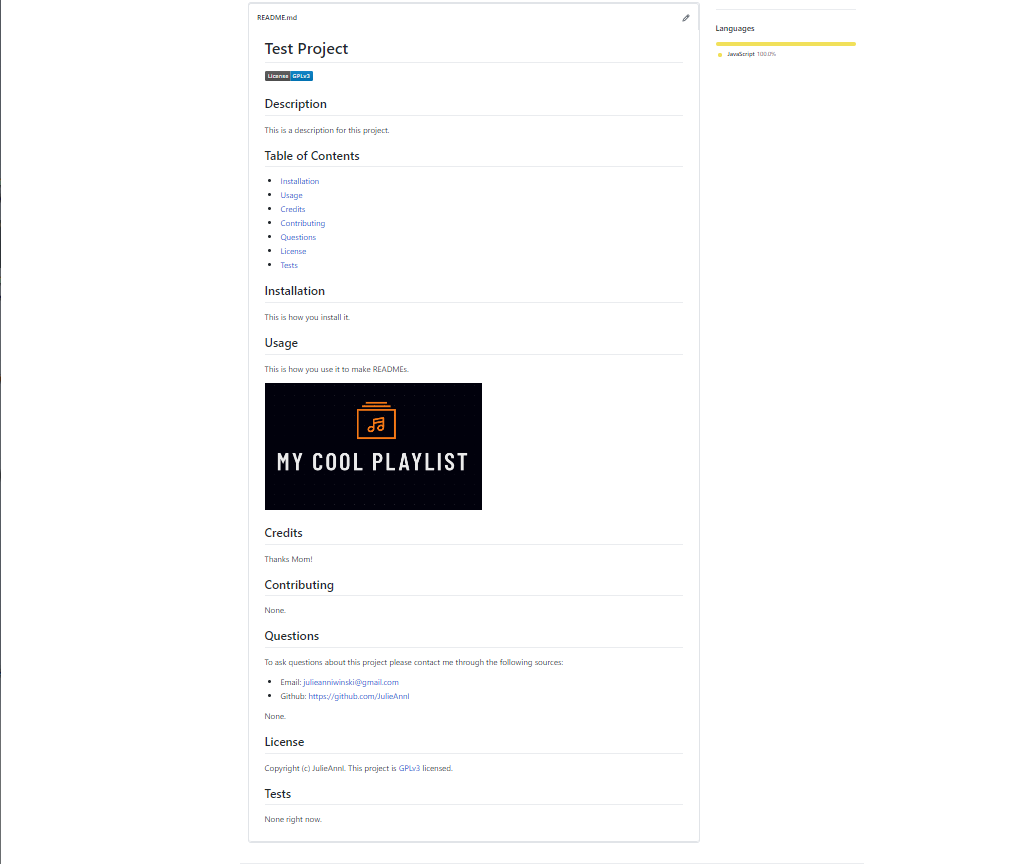 README.md
Test Project
License GPLv3
Description
This is a description for this project.
Table of Contents
Installation
Usage
Credits
Contributing
Questions
License
Tests
Installation
This is how you install it.
Usage
This is how you use it to make READMEs.
MY COOL PLAYLIST
Credits
Thanks Mom!
Contributing
None.
Questions
To ask questions about this project please contact me through the following sources:
Email: julieanniwinski@gmail.com
Github: https://github.com/JulieAnnI
None.
License
Copyright (c) JulieAnnI. This project is GPLv3 licensed.
Tests
None right now.
Languages
JavaScript 100.0%